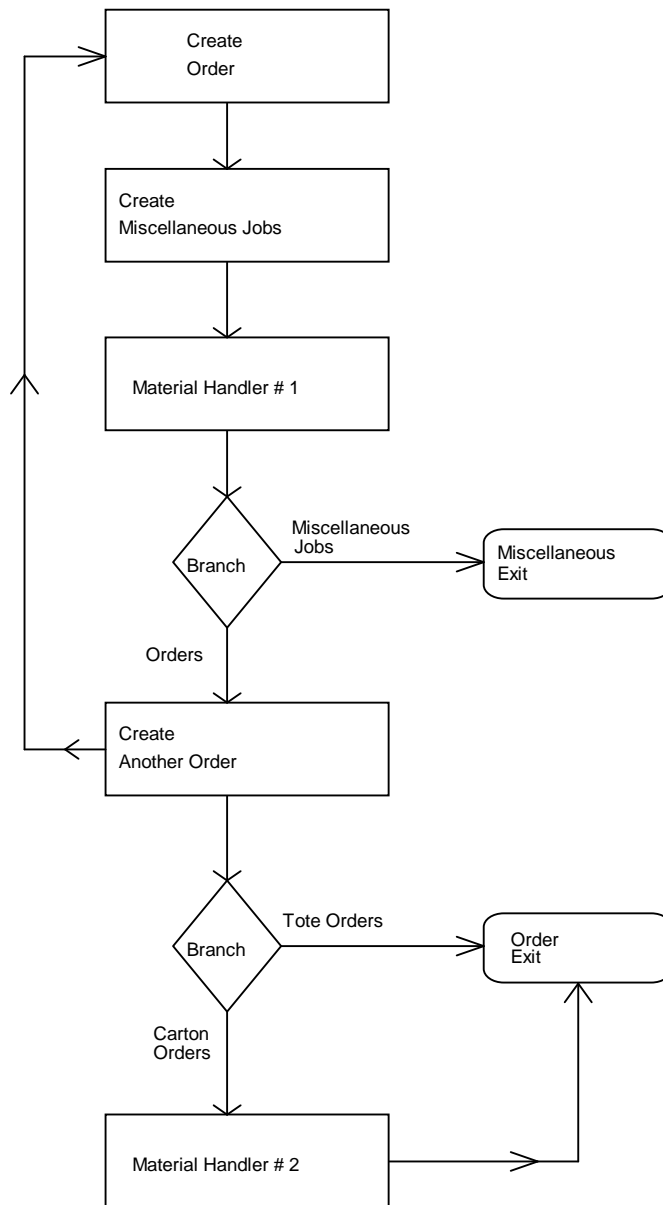 Create
Order
Create
Miscellaneous Jobs
Material Handler # 1
Miscellaneous
Jobs
Branch
Miscellaneous
Exit
Orders
Create
Another Order
Tote Orders
Branch
Order
Exit
Carton
Orders
Material Handler # 2